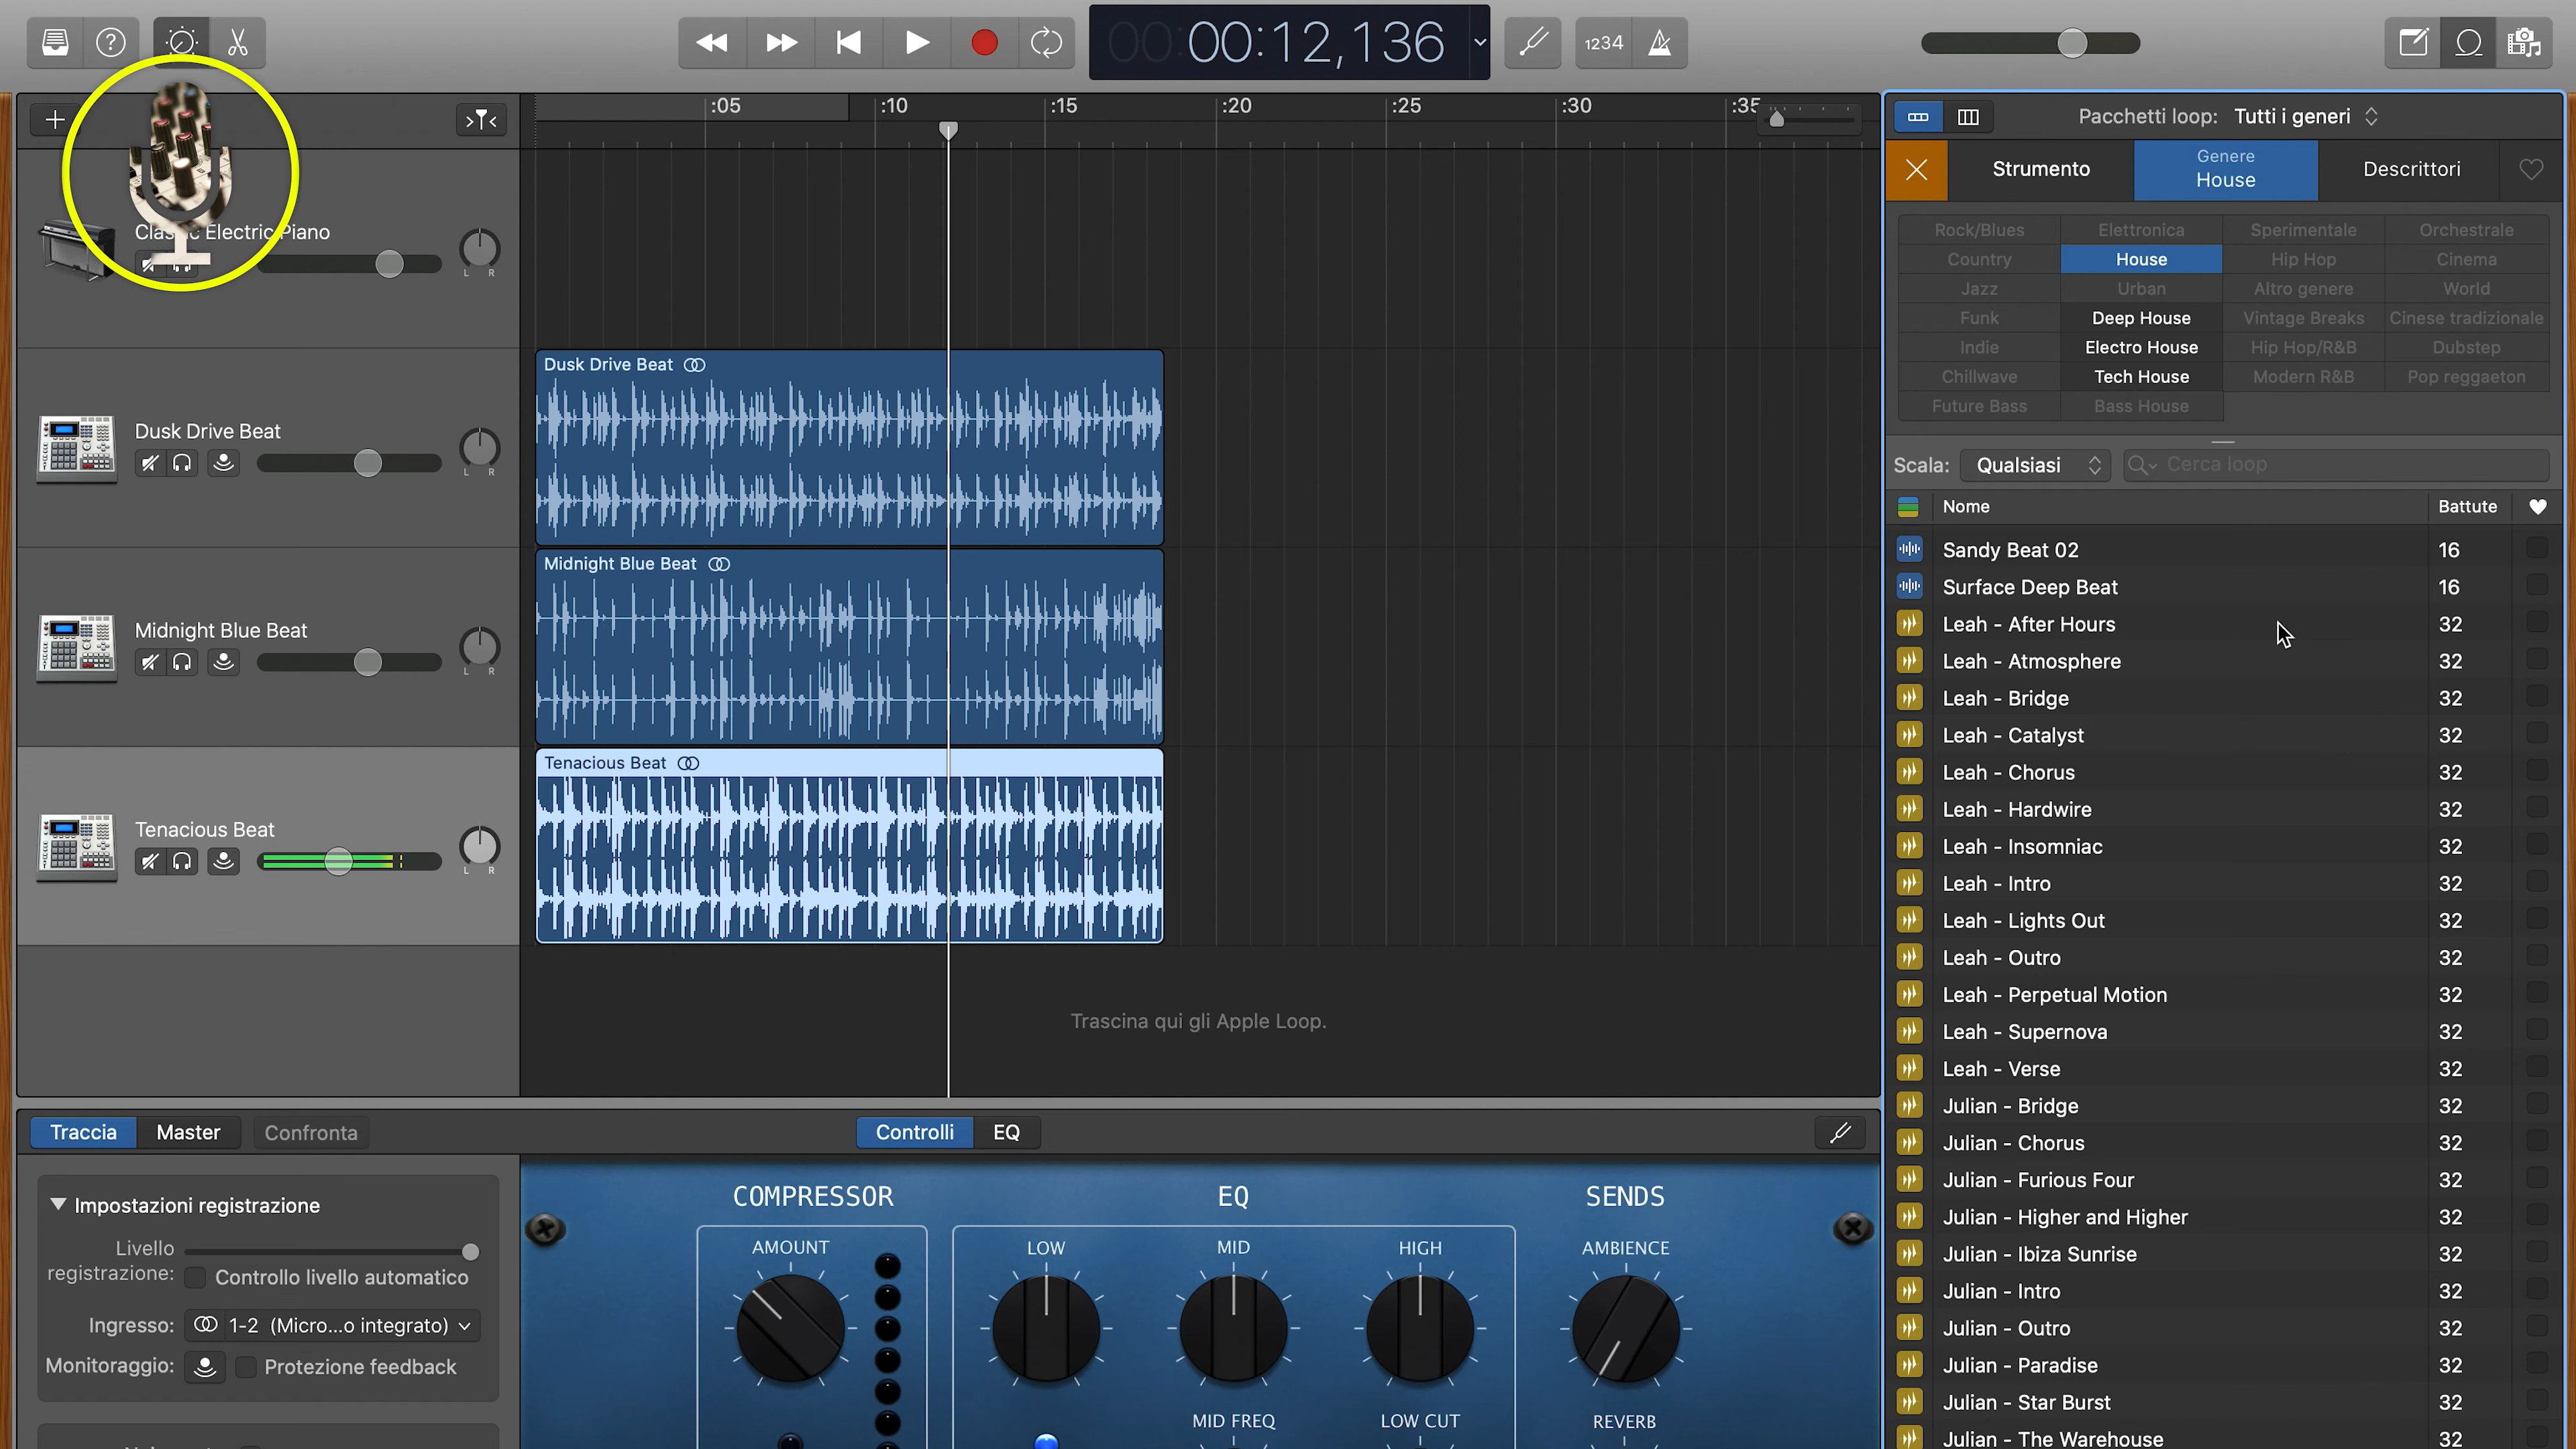 00:00:12,136
1234
:05 :10 :15 :20 :25 :30 :35
Classic Electric Piano
L R
Dusk Drive Beat
L R
Midnight Blue Beat
L R
Tenacious Beat
L R
Dusk Drive Beat
Midnight Blue Beat
Tenacious Beat
Trascina qui gli Apple Loop.
Pacchetti loop: Tutti i generi
Strumento
Genere
House
Descrittori
Rock/Blues Elettronica Sperimentale Orchestrale
Country House Hip Hop Cinema
Jazz Urban Altro genere World
Funk Deep House Vintage Breaks Cinese tradizionale
Indie Electro House Hip Hop/R&B Dubstep
Chillwave Tech House Modern R&B Pop reggaeton
Future Bass Bass House
Scala: Qualsiasi Cerca loop
Nome Battute
Sandy Beat 02 16
Surface Deep Beat 16
Leah - After Hours 32
Leah - Atmosphere 32
Leah - Bridge 32
Leah - Catalyst 32
Leah - Chorus 32
Leah - Hardwire 32
Leah - Insomniac 32
Leah - Intro 32
Leah - Lights Out 32
Leah - Outro 32
Leah - Perpetual Motion 32
Leah - Supernova 32
Leah - Verse 32
Julian - Bridge 32
Julian - Chorus 32
Julian - Furious Four 32
Julian - Higher and Higher 32
Julian - Ibiza Sunrise 32
Julian - Intro 32
Julian - Outro 32
Julian - Paradise 32
Julian - Star Burst 32
Julian - The Warehouse 32
Traccia Master Confronta
Controlli EQ
Impostazioni registrazione
Livello
registrazione:
Controllo livello automatico
Ingresso: 1-2 (Micro...o integrato)
Monitoraggio: Protezione feedback
COMPRESSOR EQ SENDS
AMOUNT LOW MID HIGH AMBIENCE
MID FREQ LOW CUT REVERB